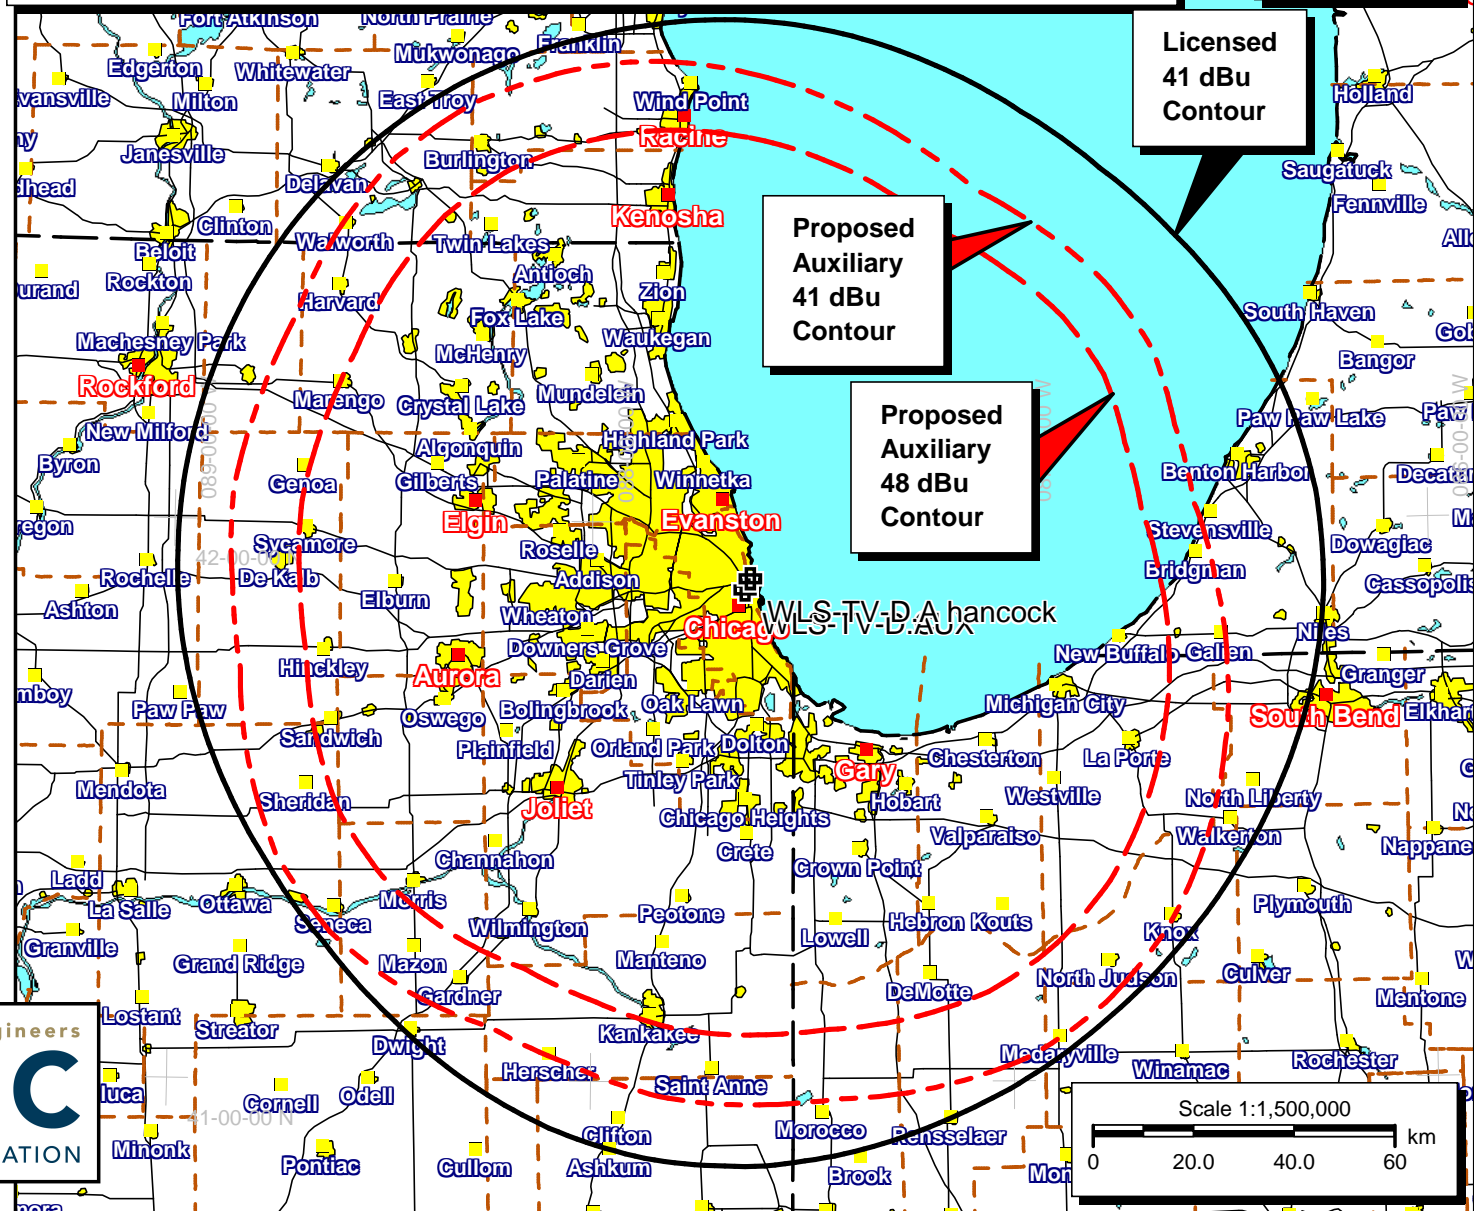 Fort Atkinson
North Prairie
Mukwonago
Franklin
Licensed
41 dBu
Contour
Edgerton
Whitewater
East Troy
Wind Point
Holland
Milton
Racine
Janesville
Burlington
Saugatuck
Delavan
Kenosha
Fennville
Clinton
Proposed
Auxiliary
41 dBu
Contour
Walworth
Twin Lakes
Beloit
Rockton
Antioch
Harvard
Zion
Fox Lake
South Haven
Machesney Park
Waukegan
McHenry
Bangor
Rockford
Mundelein
Marengo
Crystal Lake
Proposed
Auxiliary
48 dBu
Contour
Paw Paw Lake
New Milford
Algonquin
Highland Park
Byron
Genoa
Gilberts
Palatine
Winnetka
Benton Harbor
Elgin
Evanston
Stevensville
Sycamore
Roselle
Dowagiac
42-00-00 N
Rochelle
De Kalb
Addison
Bridgman
Cassopolis
Ashton
Elburn
Wheaton
WLS-TV-D.A hancock
WLS-TV-D.AUX
Chicago
Niles
Hinckley
Aurora
Downers Grove
New Buffalo
Galien
Granger
Darien
Paw Paw
Oswego
Bolingbrook
Oak Lawn
Michigan City
South Bend
Elkhart
Sandwich
Plainfield
Orland Park
Dolton
Chesterton
La Porte
Mendota
Tinley Park
Gary
Sheridan
Joliet
Hobart
Westville
North Liberty
Chicago Heights
Valparaiso
Walkerton
Channahon
Crete
Crown Point
Nappane
Ladd
La Salle
Ottawa
Morris
Peotone
Hebron
Kouts
Plymouth
Seneca
Wilmington
Lowell
Knox
Granville
Grand Ridge
Mazon
Manteno
North Judson
Culver
Gardner
DeMotte
Mentone
Lostant
Streator
gineers
C
ATION
Dwight
Kankakee
Medaryville
Rochester
Herscher
Saint Anne
Winamac
Cornell
Odell
41-00-00 N
Scale 1:1,500,000
km
0 20.0 40.0 60
Minonk
Clifton
Morocco
Rensselaer
Pontiac
Cullom
Ashkum
Brook